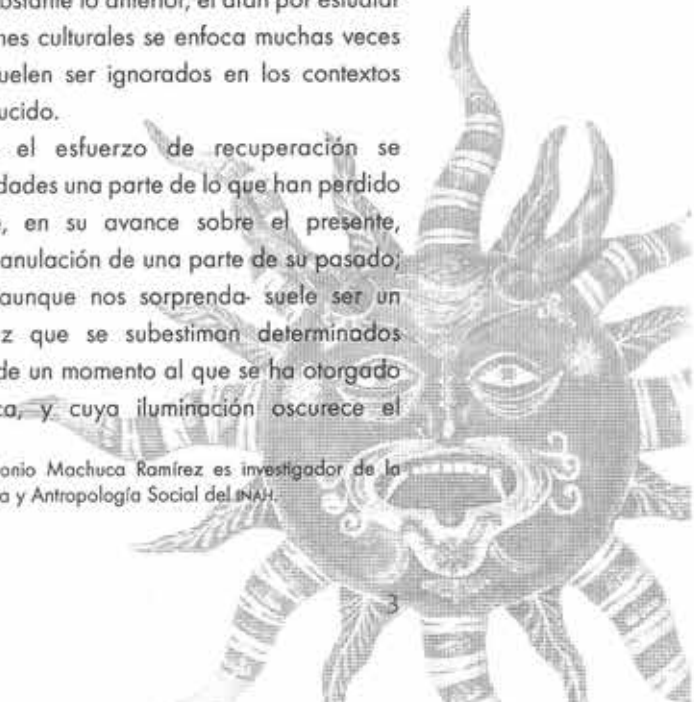 obstante lo anterior, el afán por estudiar
nes culturales se enfoca muchas veces
uelen ser ignorados en los contextos
ucido.
el esfuerzo de recuperación se
dades una parte de lo que han perdido
, en su avance sobre el presente,
anulación de una parte de su pasado;
aunque nos sorprenda- suele ser un
z que se subestiman determinados
de un momento al que se ha otorgado
ca, y cuya iluminación oscurece el
onio Machuca Ramírez es investigador de la
a y Antropología Social del INAH.
3